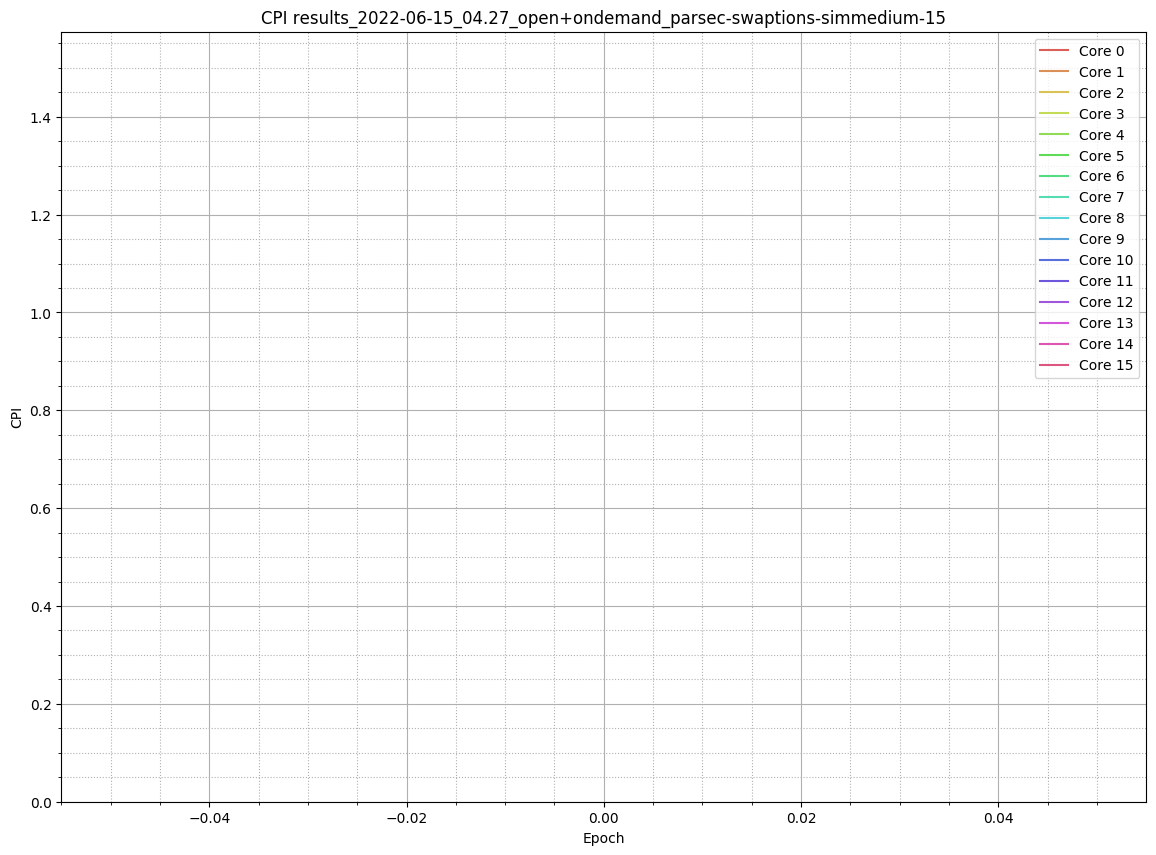 CPI results_2022-06-15_04.27_open+ondemand_parsec-swaptions-simmedium-15
Core 0
Core 1
Core 2
Core 3
Core 4
Core 5
Core 6
Core 7
Core 8
Core 9
Core 10
Core 11
Core 12
Core 13
Core 14
Core 15
CPI
1.4
1.2
1.0
0.8
0.6
0.4
0.2
0.0
−0.04 −0.02 0.00 0.02 0.04
Epoch